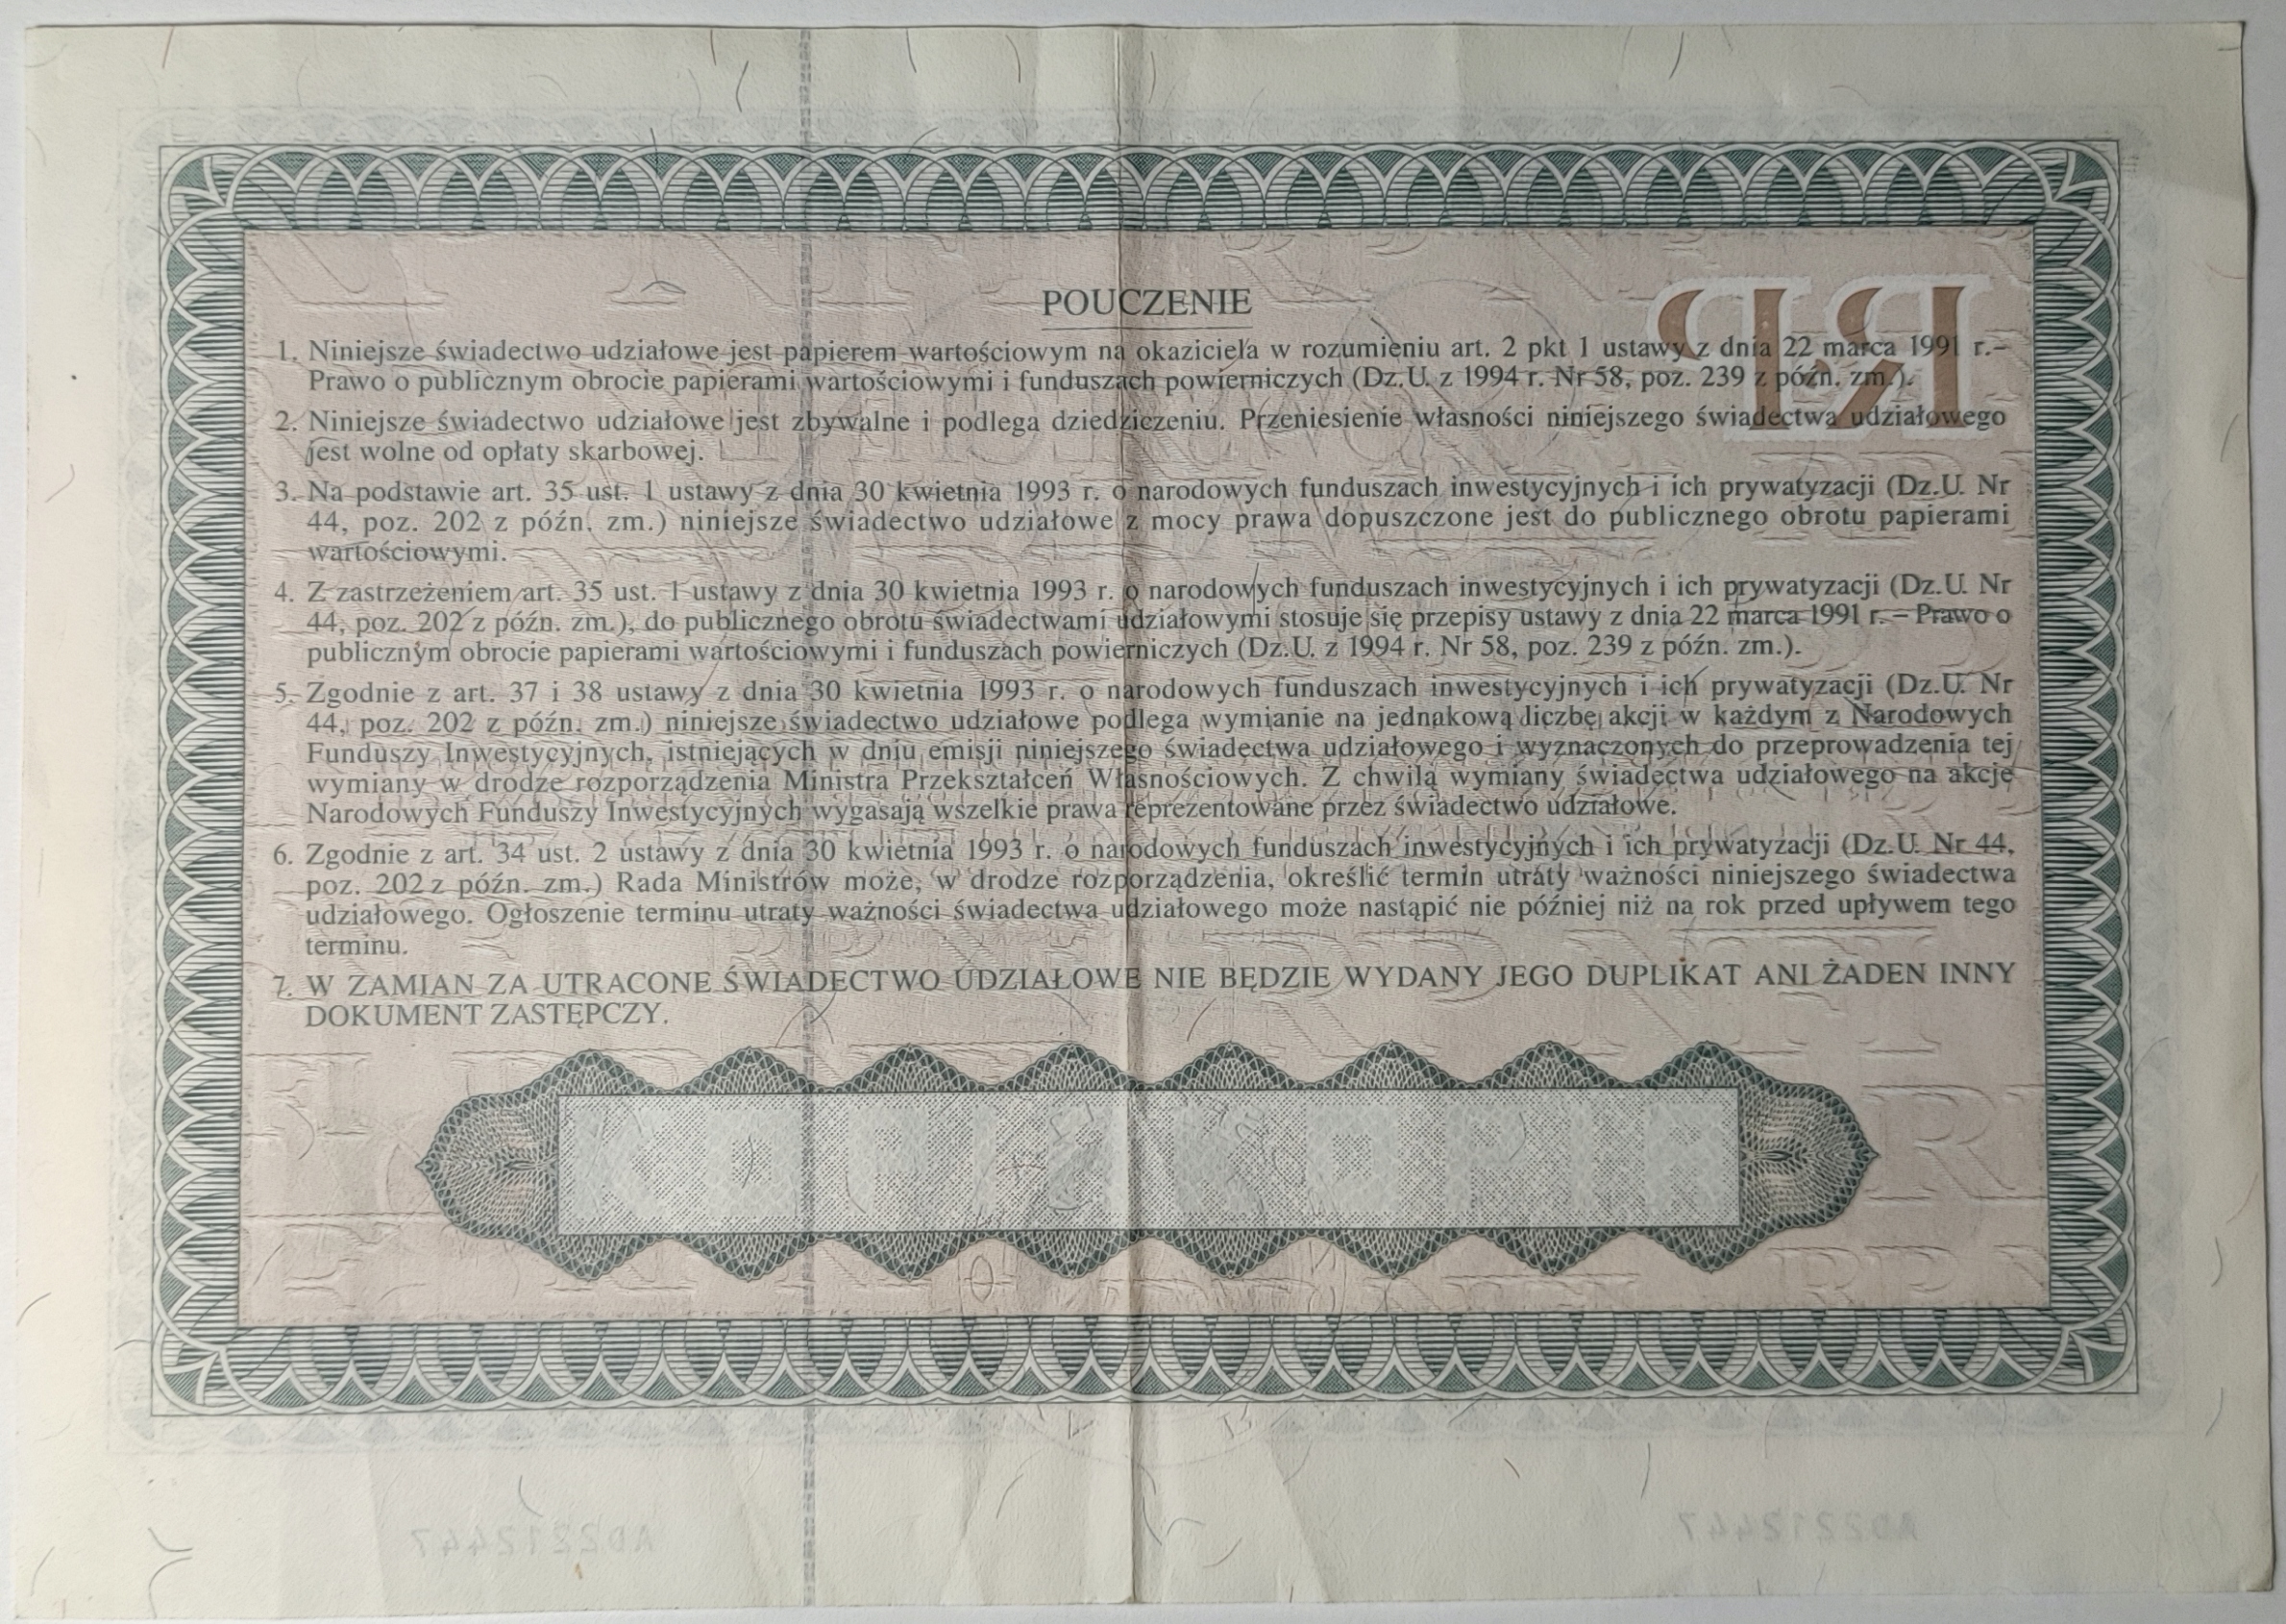 POUCZENIE
1. Niniejsze świadectwo udziałowe jest papierem wartościowym na okaziciela w rozumieniu art. 2 pkt 1 ustawy z dnia 22 marca 1991 r.–
Prawo o publicznym obrocie papierami wartościowymi i funduszach powierniczych (Dz.U. z 1994 r. Nr 58, poz. 239 z późn. zm.).
2. Niniejsze świadectwo udziałowe jest zbywalne i podlega dziedziczeniu. Przeniesienie własności niniejszego świadectwa udziałowego
jest wolne od opłaty skarbowej.
3. Na podstawie art. 35 ust. 1 ustawy z dnia 30 kwietnia 1993 r. o narodowych funduszach inwestycyjnych i ich prywatyzacji (Dz.U. Nr
44, poz. 202 z późn. zm.) niniejsze świadectwo udziałowe z mocy prawa dopuszczone jest do publicznego obrotu papierami
wartościowymi.
4. Z zastrzeżeniem art. 35 ust. 1 ustawy z dnia 30 kwietnia 1993 r. o narodowych funduszach inwestycyjnych i ich prywatyzacji (Dz.U. Nr
44, poz. 202 z późn. zm.), do publicznego obrotu świadectwami udziałowymi stosuje się przepisy ustawy z dnia 22 marca 1991 r. – Prawo o
publicznym obrocie papierami wartościowymi i funduszach powierniczych (Dz.U. z 1994 r. Nr 58, poz. 239 z późn. zm.).
5. Zgodnie z art. 37 i 38 ustawy z dnia 30 kwietnia 1993 r. o narodowych funduszach inwestycyjnych i ich prywatyzacji (Dz.U. Nr
44, poz. 202 z późn. zm.) niniejsze świadectwo udziałowe podlega wymianie na jednakową liczbę akcji w każdym z Narodowych
Funduszy Inwestycyjnych, istniejących w dniu emisji niniejszego świadectwa udziałowego i wyznaczonych do przeprowadzenia tej
wymiany w drodze rozporządzenia Ministra Przekształceń Własnościowych. Z chwilą wymiany świadectwa udziałowego na akcje
Narodowych Funduszy Inwestycyjnych wygasają wszelkie prawa reprezentowane przez świadectwo udziałowe.
6. Zgodnie z art. 34 ust. 2 ustawy z dnia 30 kwietnia 1993 r. o narodowych funduszach inwestycyjnych i ich prywatyzacji (Dz.U. Nr 44,
poz. 202 z późn. zm.) Rada Ministrów może, w drodze rozporządzenia, określić termin utraty ważności niniejszego świadectwa
udziałowego. Ogłoszenie terminu utraty ważności świadectwa udziałowego może nastąpić nie później niż na rok przed upływem tego
terminu.
7. W ZAMIAN ZA UTRACONE ŚWIADECTWO UDZIAŁOWE NIE BĘDZIE WYDANY JEGO DUPLIKAT ANI ŻADEN INNY
DOKUMENT ZASTĘPCZY.
AD2212447 AD2212447